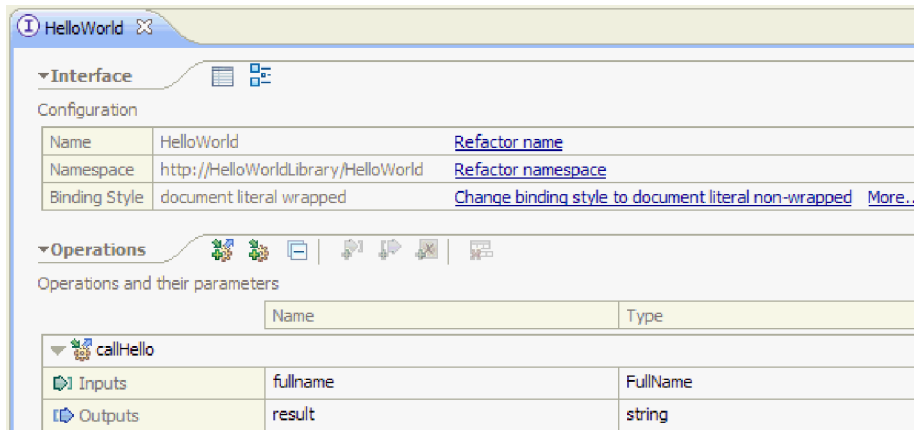 HelloWorld
Interface
Configuration
Name HelloWorld Refactor name
Namespace http://HelloWorldLibrary/HelloWorld Refactor namespace
Binding Style document literal wrapped Change binding style to document literal non-wrapped More..
Operations
Operations and their parameters
Name Type
callHello
Inputs fullname FullName
Outputs result string